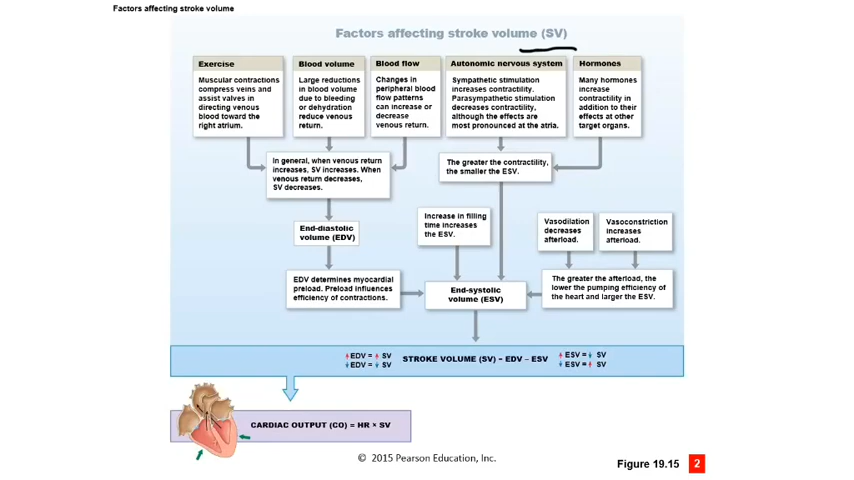 Factors affecting stroke volume
Factors affecting stroke volume (SV)
Exercise
Muscular contractions
compress veins and
assist valves in
directing venous
blood toward the
right atrium.
Blood volume
Large reductions
in blood volume
due to bleeding
or dehydration
reduce venous
return.
Blood flow
Changes in
peripheral blood
flow patterns
can increase or
decrease
venous return.
Autonomic nervous system
Sympathetic stimulation
increases contractility.
Parasympathetic stimulation
decreases contractility,
although the effects are
most pronounced at the atria.
Hormones
Many hormones
increase
contractility in
addition to their
effects at other
target organs.
In general, when venous return
increases, SV increases. When
venous return decreases,
SV decreases.
The greater the contractility,
the smaller the ESV.
End-diastolic
volume (EDV)
Increase in filling
time increases
the ESV.
Vasodilation
decreases
afterload.
Vasoconstriction
increases
afterload.
EDV determines myocardial
preload. Preload influences
efficiency of contractions.
End-systolic
volume (ESV)
The greater the afterload, the
lower the pumping efficiency of
the heart and larger the ESV.
↑EDV = ↑ SV
↓EDV = ↓ SV
STROKE VOLUME (SV) = EDV – ESV
↑ ESV = ↓ SV
↓ ESV = ↑ SV
CARDIAC OUTPUT (CO) = HR × SV
© 2015 Pearson Education, Inc.
Figure 19.15 2